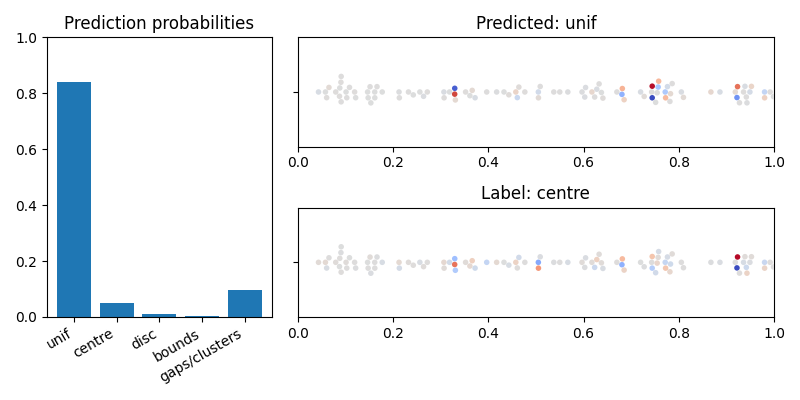 Prediction probabilities
1.0
0.8
0.6
0.4
0.2
0.0
unif
centre
disc
bounds
gaps/clusters
Predicted: unif
0.0 0.2 0.4 0.6 0.8 1.0
Label: centre
0.0 0.2 0.4 0.6 0.8 1.0